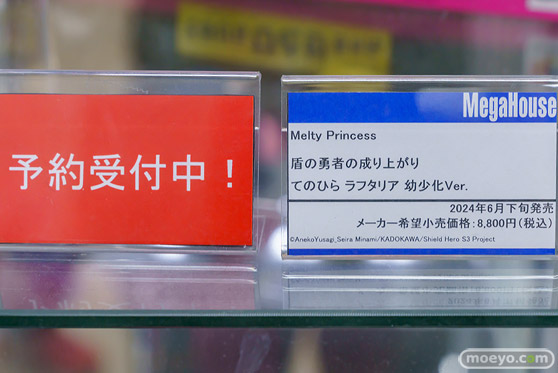 予約受付中！
MegaHouse
Melty Princess
盾の勇者の成り上がり
てのひら ラフタリア 幼少化Ver.
2024年6月下旬発売
メーカー希望小売価格：8,800円（税込）
©AnekoYusagi_Seira Minami/KADOKAWA/Shield Hero S3 Project
moeyo.com